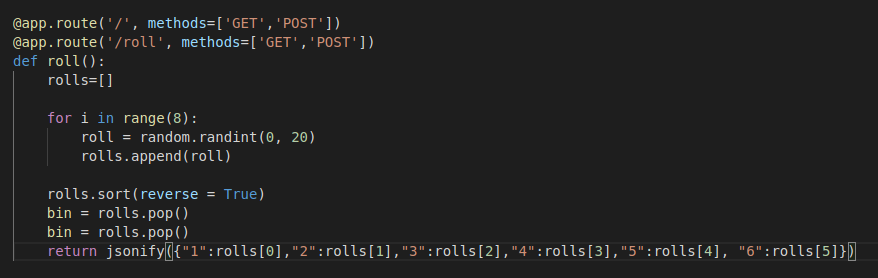 @app.route('/', methods=['GET','POST'])
@app.route('/roll', methods=['GET','POST'])
def roll():
    rolls=[]

    for i in range(8):
        roll = random.randint(0, 20)
        rolls.append(roll)

    rolls.sort(reverse = True)
    bin = rolls.pop()
    bin = rolls.pop()
    return jsonify({"1":rolls[0],"2":rolls[1],"3":rolls[2],"4":rolls[3],"5":rolls[4], "6":rolls[5]})